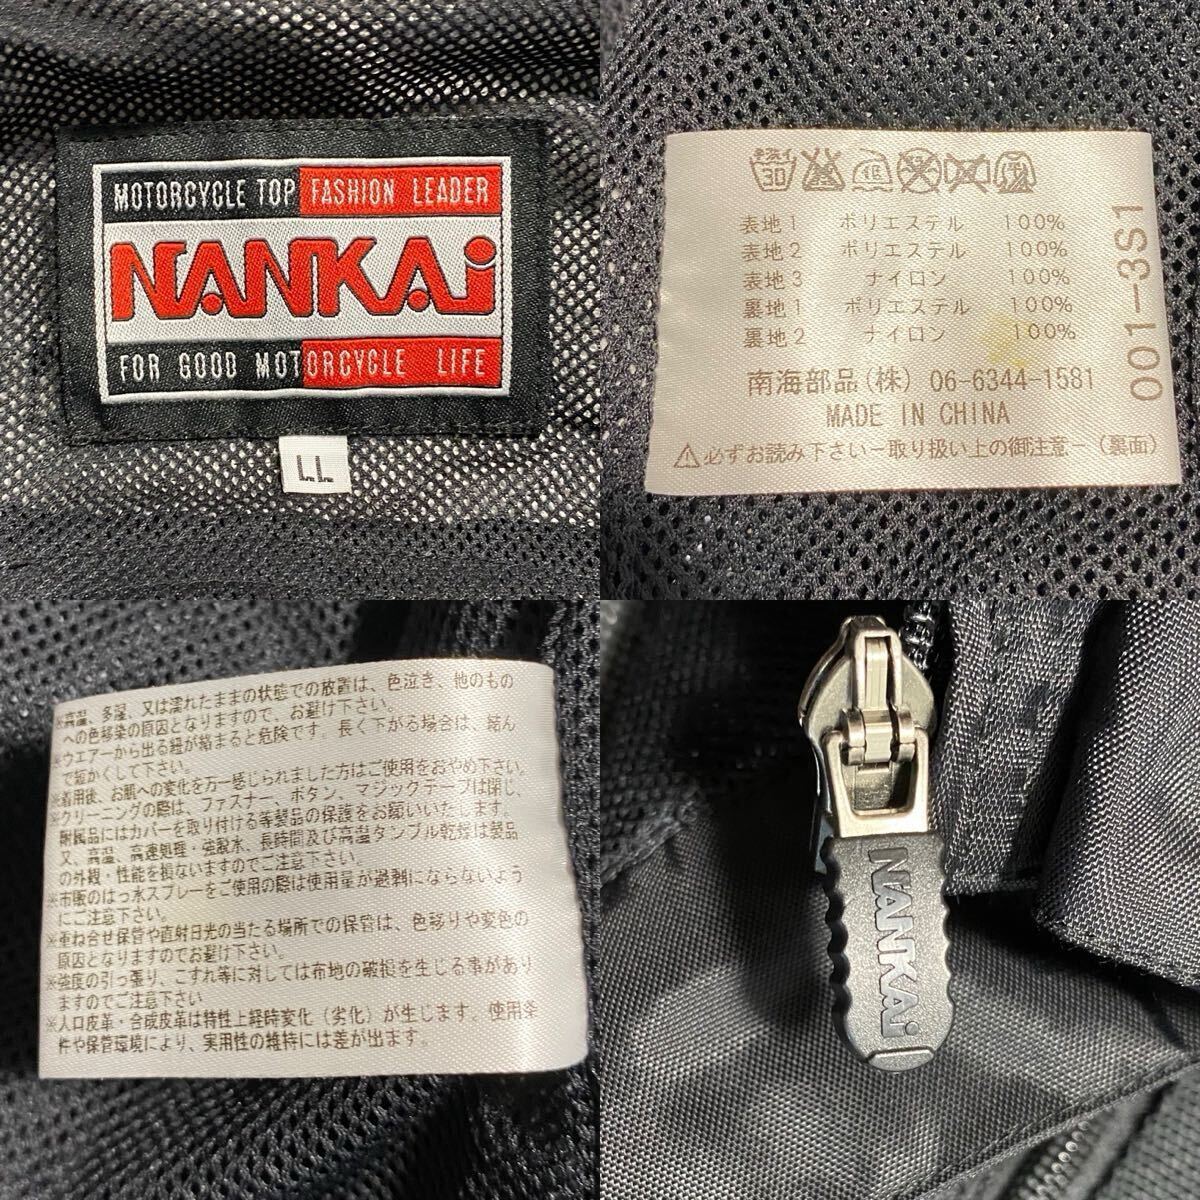 MOTORCYCLE TOP FASHION LEADER
NANKAi
FOR GOOD MOTORCYCLE LIFE
LL
30
表地1 ポリエステル 100%
表地2 ポリエステル 100%
表地3 ナイロン 100%
裏地1 ポリエステル 100%
裏地2 ナイロン 100%
南海部品(株) 06-6344-1581
MADE IN CHINA
⚠必ずお読み下さい－取り扱い上の御注意－(裏面)
001-3S1
※高温、多湿、又は濡れたままの状態での放置は、色泣き、他のもの
への色移染の原因となりますので、お避け下さい。
※ウエアーから出る紐が絡まると危険です。長く下がる場合は、結ん
で短かくして下さい。
※着用後、お肌への変化を万一感じられました方はご使用をおやめ下さい。
※クリーニングの際は、ファスナー、ボタン、マジックテープは閉じ、
附属品にはカバーを取り付ける等製品の保護をお願いいたします。
又、高温、高速処理・強脱水、長時間及び高温タンブル乾燥は製品
の外観・性能を損ないますのでご注意下さい。
※市販のはっ水スプレーをご使用の際は使用量が過剰にならないよう
にご注意下さい。
※重ね合せ保管や直射日光の当たる場所での保管は、色移りや変色の
原因となりますのでお避け下さい。
※強度の引っ張り、こすれ等に対しては布地の破損を生じる事があり
ますのでご注意下さい
※人口皮革・合成皮革は特性上経時変化(劣化)が生じます。使用条
件や保管環境により、実用性の維持には差が出ます。
NANKAi